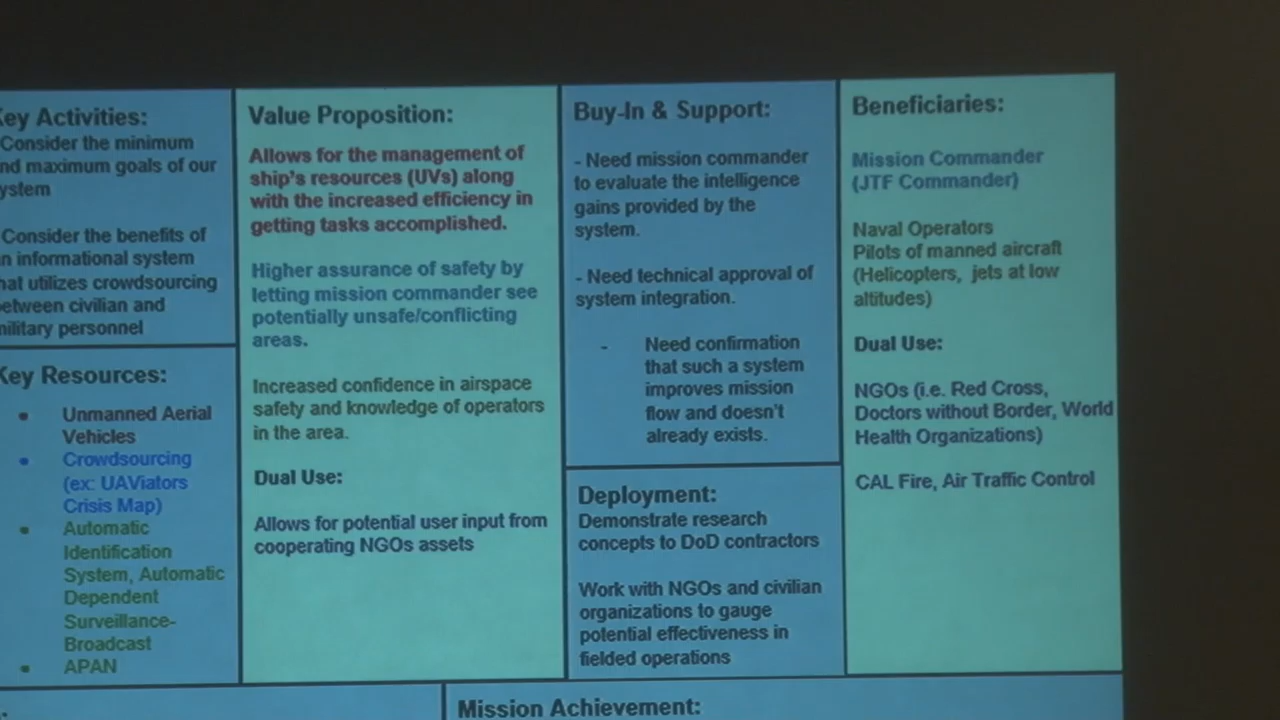 Key Activities:
Consider the minimum
and maximum goals of our
system
Consider the benefits of
an informational system
that utilizes crowdsourcing
between civilian and
military personnel
Key Resources:
• Unmanned Aerial
Vehicles
• Crowdsourcing
(ex: UAViators
Crisis Map)
• Automatic
Identification
System, Automatic
Dependent
Surveillance-
Broadcast
• APAN
Value Proposition:
Allows for the management of
ship's resources (UVs) along
with the increased efficiency in
getting tasks accomplished.
Higher assurance of safety by
letting mission commander see
potentially unsafe/conflicting
areas.
Increased confidence in airspace
safety and knowledge of operators
in the area.
Dual Use:
Allows for potential user input from
cooperating NGOs assets
Buy-In & Support:
- Need mission commander
to evaluate the intelligence
gains provided by the
system.
- Need technical approval of
system integration.
- Need confirmation
that such a system
improves mission
flow and doesn't
already exists.
Deployment:
Demonstrate research
concepts to DoD contractors
Work with NGOs and civilian
organizations to gauge
potential effectiveness in
fielded operations
Beneficiaries:
Mission Commander
(JTF Commander)
Naval Operators
Pilots of manned aircraft
(Helicopters, jets at low
altitudes)
Dual Use:
NGOs (i.e. Red Cross,
Doctors without Border, World
Health Organizations)
CAL Fire, Air Traffic Control
Mission Achievement: